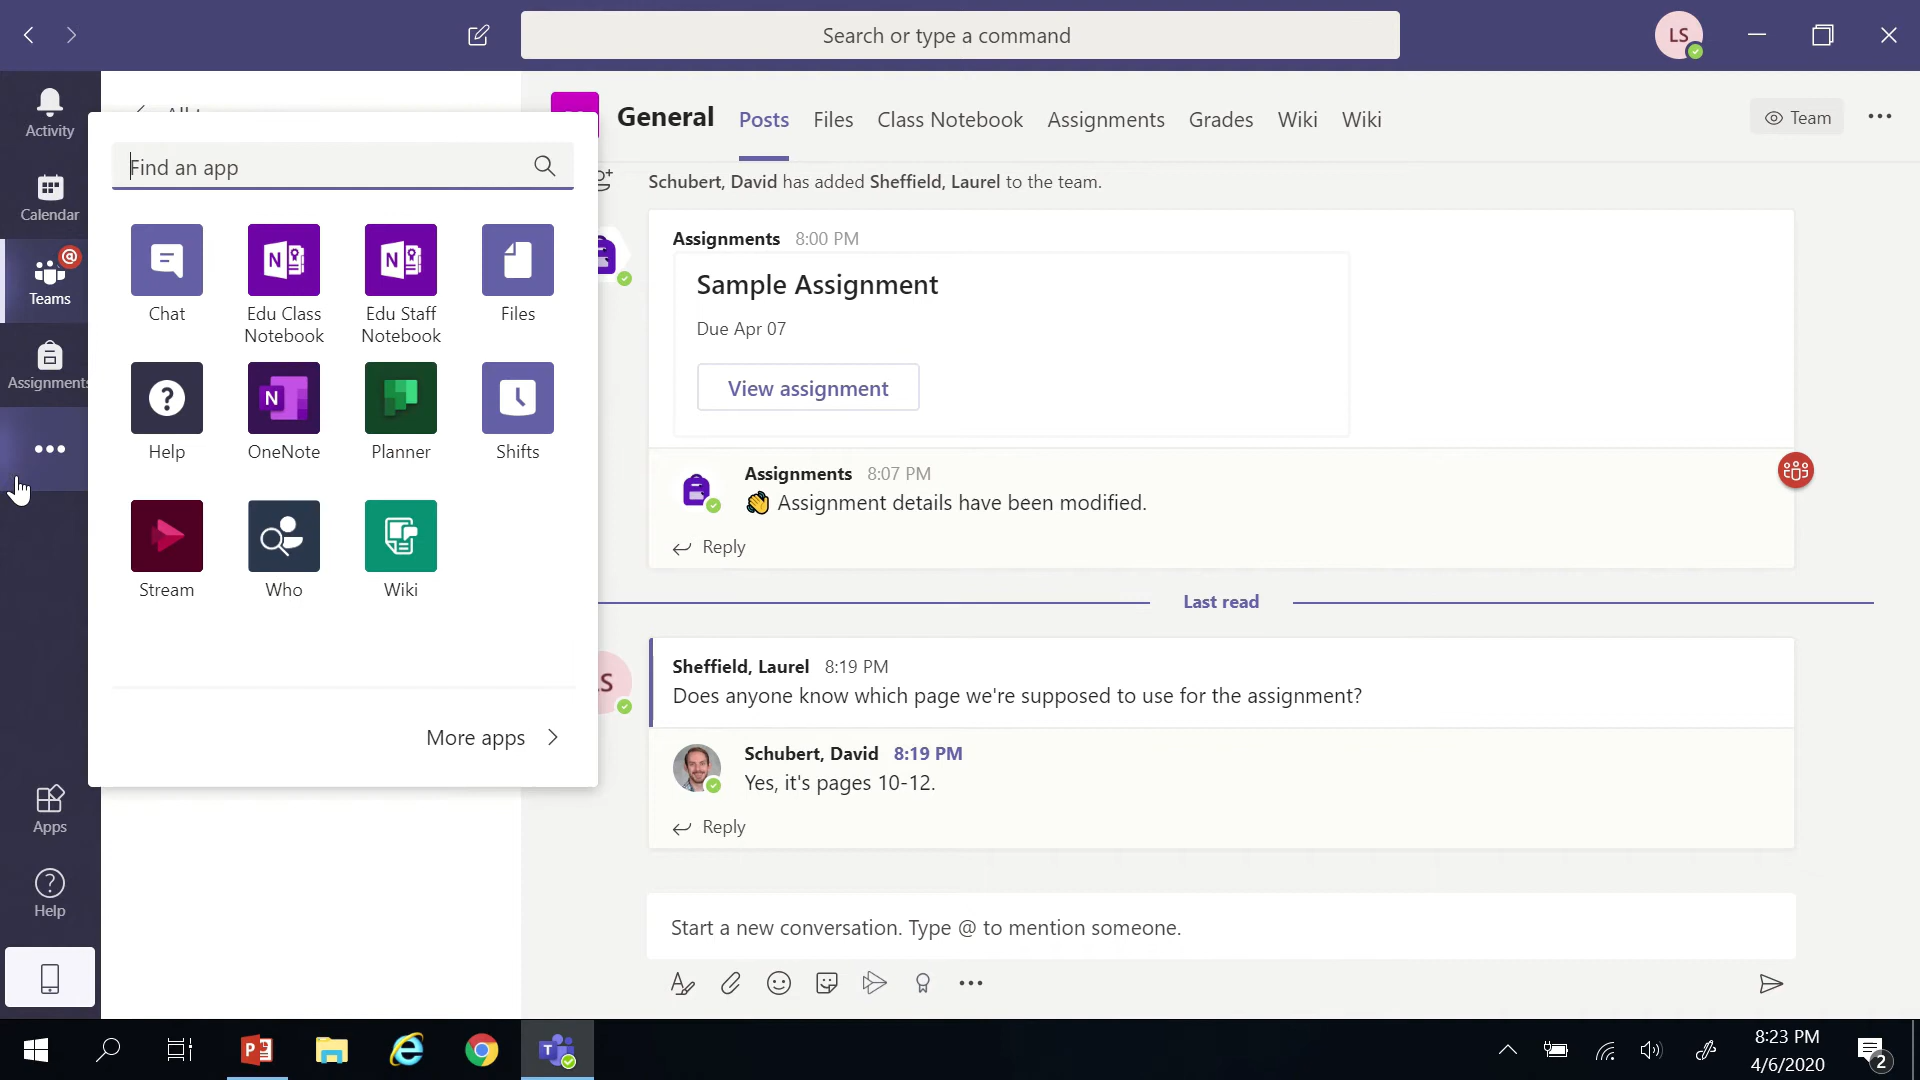 Search or type a command
LS
Activity
Calendar
@
Teams
Assignments
Apps
Help
Find an app
Chat
Edu Class
Notebook
Edu Staff
Notebook
Files
Help
OneNote
Planner
Shifts
Stream
Who
Wiki
More apps
General
Posts
Files
Class Notebook
Assignments
Grades
Wiki
Wiki
Team
Schubert, David has added Sheffield, Laurel to the team.
Assignments 8:00 PM
Sample Assignment
Due Apr 07
View assignment
Assignments 8:07 PM
Assignment details have been modified.
Reply
Last read
LS
Sheffield, Laurel 8:19 PM
Does anyone know which page we're supposed to use for the assignment?
Schubert, David 8:19 PM
Yes, it's pages 10-12.
Reply
Start a new conversation. Type @ to mention someone.
8:23 PM
4/6/2020
2